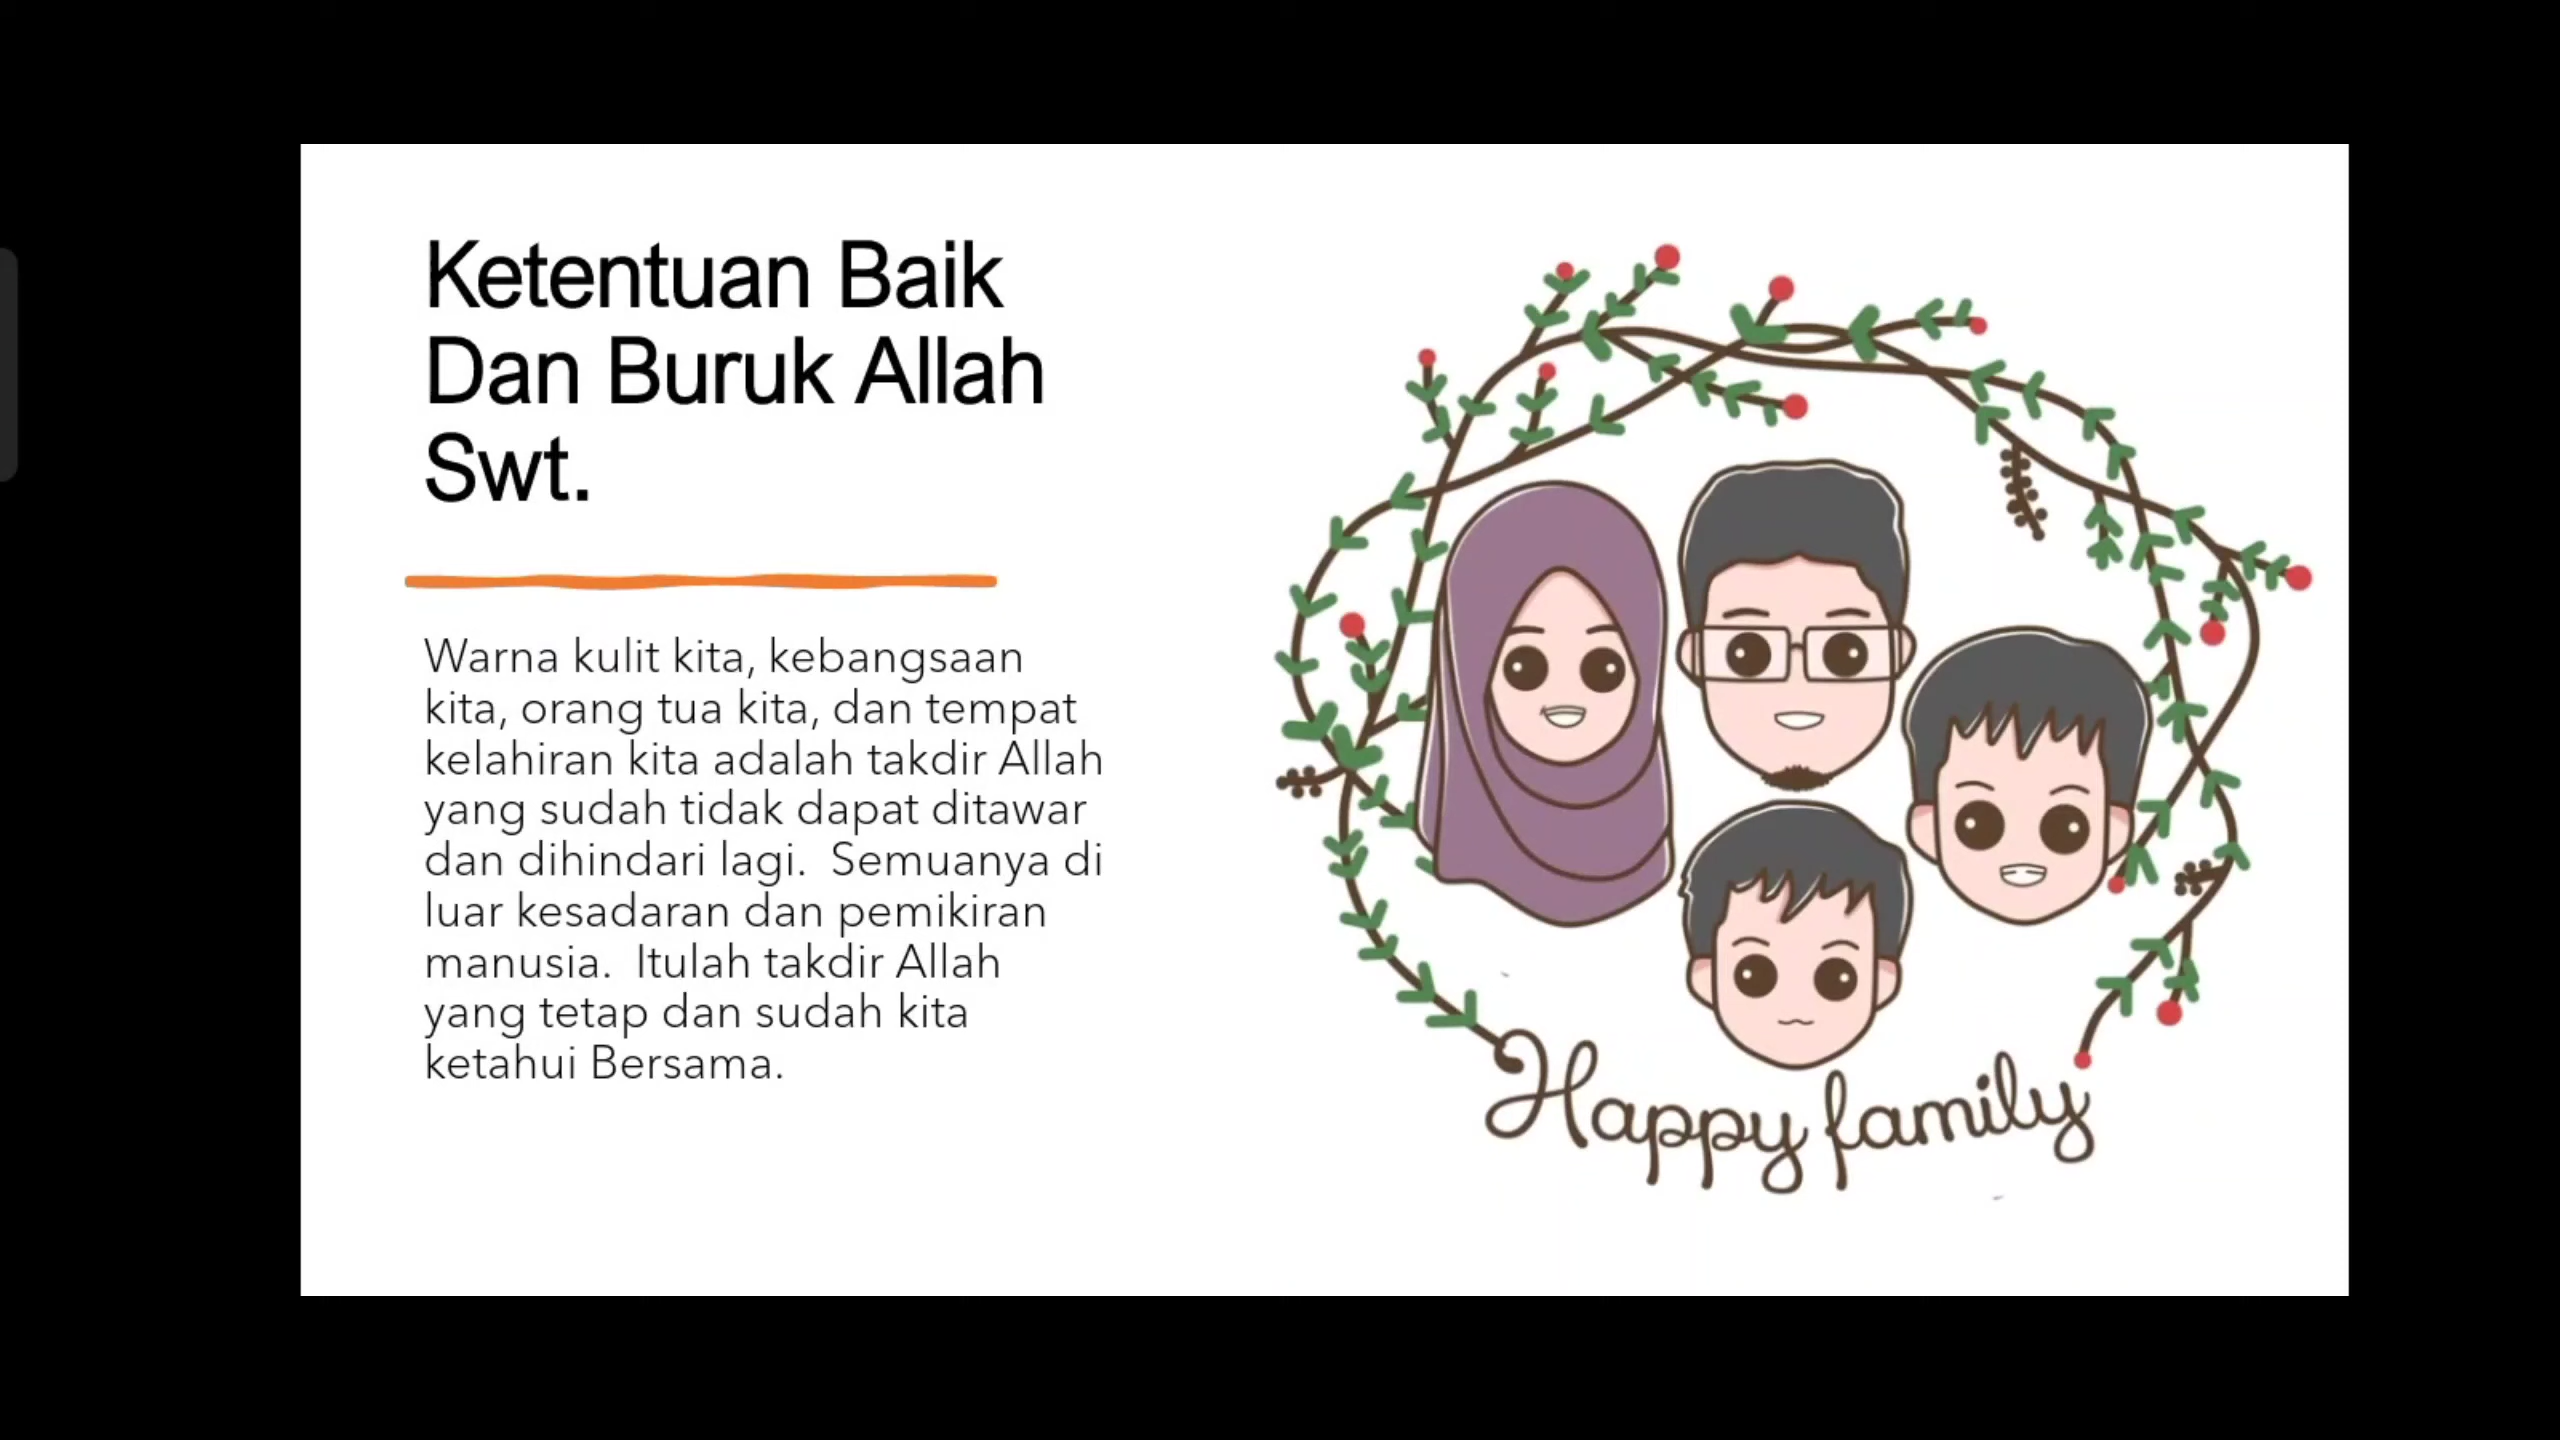 Ketentuan Baik
Dan Buruk Allah
Swt.
Warna kulit kita, kebangsaan
kita, orang tua kita, dan tempat
kelahiran kita adalah takdir Allah
yang sudah tidak dapat ditawar
dan dihindari lagi.  Semuanya di
luar kesadaran dan pemikiran
manusia.  Itulah takdir Allah
yang tetap dan sudah kita
ketahui Bersama.
Happy family